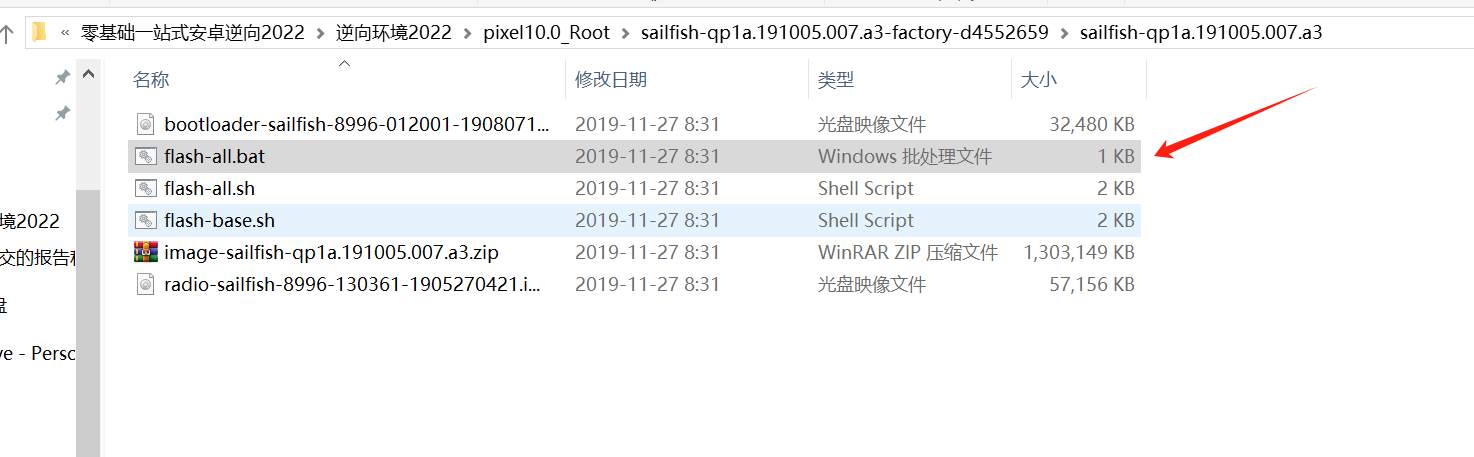 « 零基础一站式安卓逆向2022 > 逆向环境2022 > pixel10.0_Root > sailfish-qp1a.191005.007.a3-factory-d4552659 > sailfish-qp1a.191005.007.a3
名称 修改日期 类型 大小
bootloader-sailfish-8996-012001-1908071... 2019-11-27 8:31 光盘映像文件 32,480 KB
flash-all.bat 2019-11-27 8:31 Windows 批处理文件 1 KB
flash-all.sh 2019-11-27 8:31 Shell Script 2 KB
境2022 flash-base.sh 2019-11-27 8:31 Shell Script 2 KB
交的报告和 image-sailfish-qp1a.191005.007.a3.zip 2019-11-27 8:31 WinRAR ZIP 压缩文件 1,303,149 KB
radio-sailfish-8996-130361-1905270421.i... 2019-11-27 8:31 光盘映像文件 57,156 KB
盘
ve - Perso